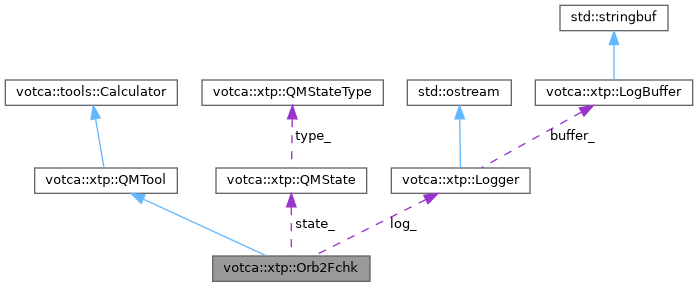 std::stringbuf
votca::tools::Calculator
votca::xtp::QMStateType
std::ostream
votca::xtp::LogBuffer
type_
buffer_
votca::xtp::QMTool
votca::xtp::QMState
votca::xtp::Logger
state_
log_
votca::xtp::Orb2Fchk